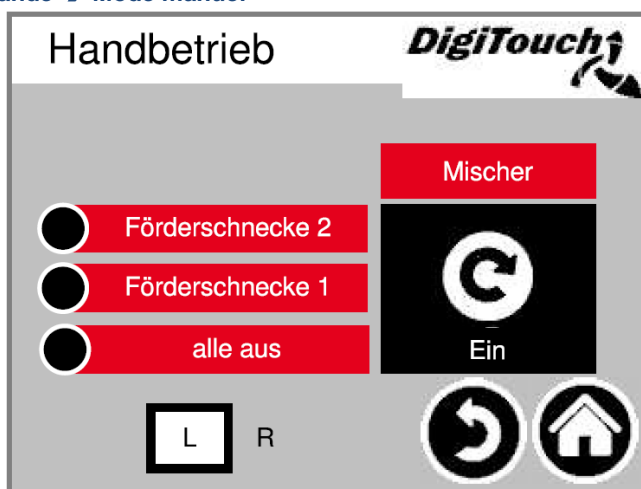 Handbetrieb
DigiTouch
Mischer
Förderschnecke 2
Förderschnecke 1
alle aus
Ein
L R